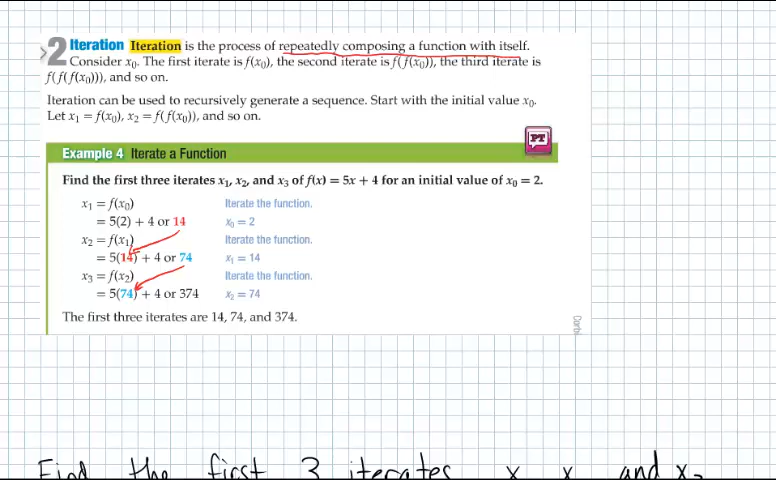 2 Iteration Iteration is the process of repeatedly composing a function with itself.
Consider x₀. The first iterate is f(x₀), the second iterate is f(f(x₀)), the third iterate is
f(f(f(x₀))), and so on.
Iteration can be used to recursively generate a sequence. Start with the initial value x₀.
Let x₁ = f(x₀), x₂ = f(f(x₀)), and so on.
PT
Example 4 Iterate a Function
Find the first three iterates x₁, x₂, and x₃ of f(x) = 5x + 4 for an initial value of x₀ = 2.
x₁ = f(x₀) Iterate the function.
= 5(2) + 4 or 14 x₀ = 2
x₂ = f(x₁) Iterate the function.
= 5(14) + 4 or 74 x₁ = 14
x₃ = f(x₂) Iterate the function.
= 5(74) + 4 or 374 x₂ = 74
The first three iterates are 14, 74, and 374.
Find the first 3 iterates x x and x